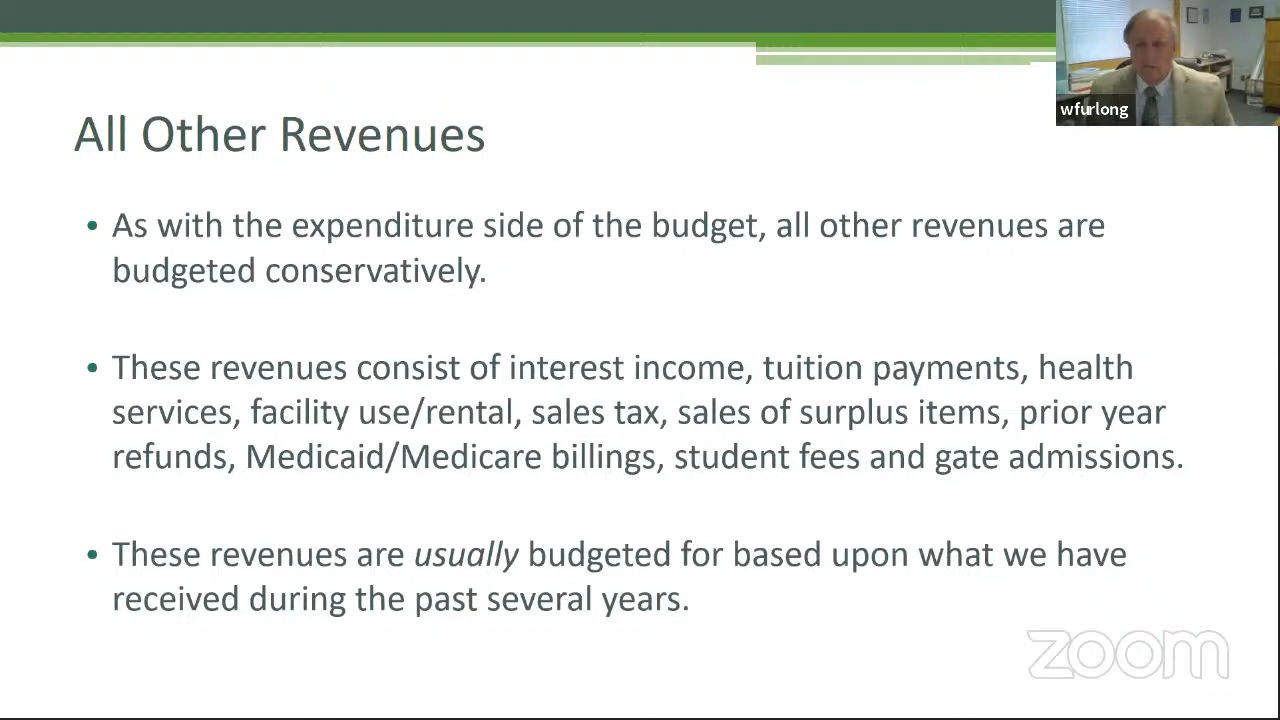 wfurlong
All Other Revenues
• As with the expenditure side of the budget, all other revenues are
budgeted conservatively.
• These revenues consist of interest income, tuition payments, health
services, facility use/rental, sales tax, sales of surplus items, prior year
refunds, Medicaid/Medicare billings, student fees and gate admissions.
• These revenues are usually budgeted for based upon what we have
received during the past several years.
zoom